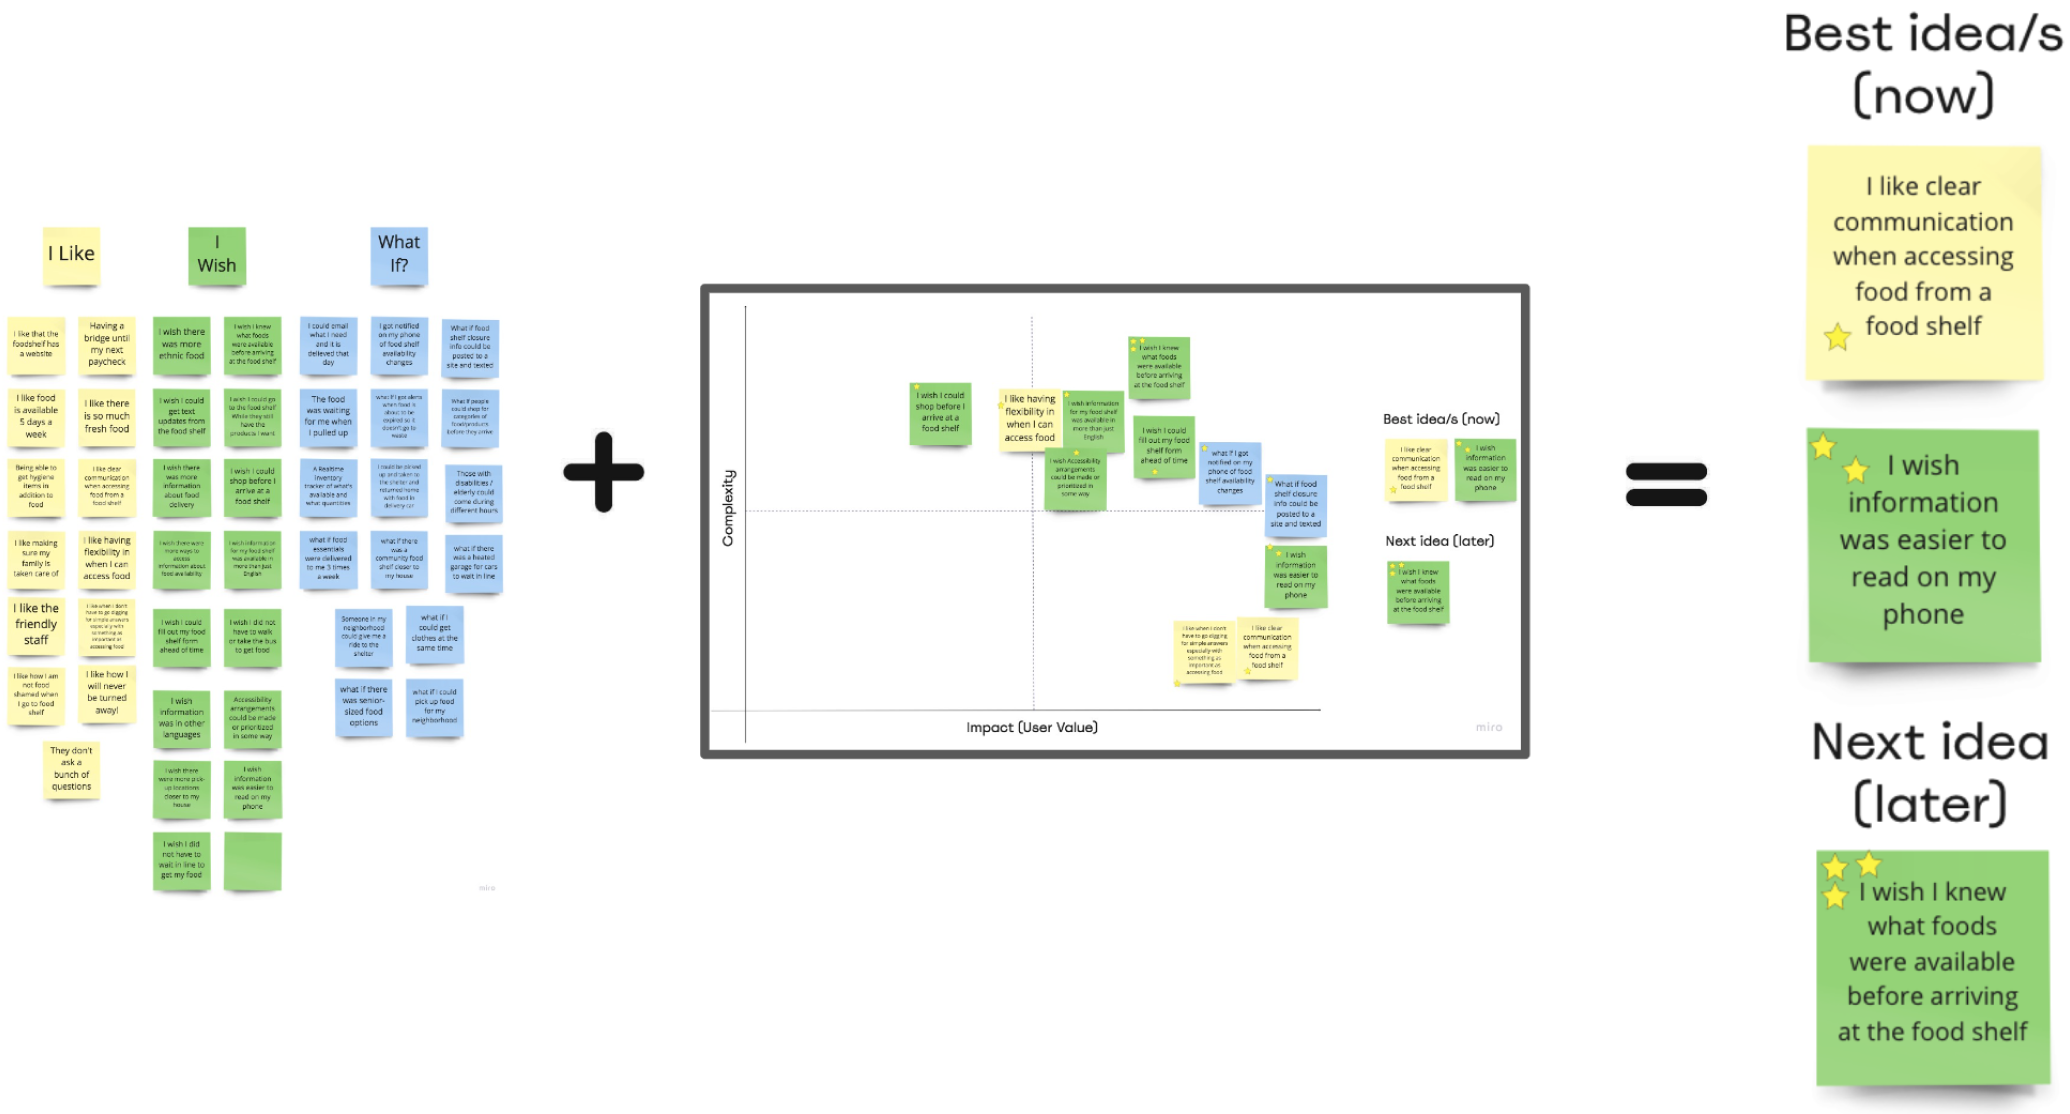 I Like
I like that the
foodshelf has
a website
Having a
bridge until
my next
paycheck
I like food
is available
5 days a
week
I like there
is so much
fresh food
Being able to
get hygiene
items in
addition to
food
I like clear
communication
when accessing
food from a
food shelf
I like making
sure my
family is
taken care of
I like having
flexibility in
when I can
access food
I like the
friendly
staff
I like when I don't
have to go digging
for simple answers
especially with
something as
important as
accessing food
I like how I am
not food
shamed when
I go to food
shelf
I like how I
will never
be turned
away!
They don't
ask a
bunch of
questions
I
Wish
I wish there
was more
ethnic food
I wish I knew
what foods
were available
before arriving
at the food shelf
I wish I could
get text
updates from
the food shelf
I wish I could go
to the food shelf
While they still
have the
products I want
I wish there
was more
information
about food
delivery
I wish I could
shop before I
arrive at a
food shelf
I wish there were
more ways to
access
information about
food availability
I wish information
for my food shelf
was available in
more than just
English
I wish I could
fill out my food
shelf form
ahead of time
I wish I did not
have to walk
or take the bus
to get food
I wish
information
was in other
languages
Accessibility
arrangements
could be made
or prioritized
in some way
I wish there
were more pick-
up locations
closer to my
house
I wish
information
was easier to
read on my
phone
I wish I did
not have to
wait in line to
get my food
What
If?
I could email
what I need
and it is
delieved that
day
I got notified
on my phone
of food shelf
availability
changes
What if food
shelf closure
info could be
posted to a
site and texted
The food
was waiting
for me when
I pulled up
what if I got alerts
when food is
about to be
expired so it
doesn't go to
waste
What if people
could shop for
categories of
food/products
before they arrive
A Realtime
Inventory
tracker of what's
available and
what quantities
I could be picked
up and taken to
the shelter and
returned home
with food in
delivery car
Those with
disabilities /
elderly could
come during
different hours
what if food
essentials
were delivered
to me 3 times
a week
what if there
was a
community food
shelf closer to
my house
what if there
was a heated
garage for cars
to wait in line
Someone in my
neighborhood
could give me a
ride to the
shelter
what if I
could get
clothes at the
same time
what if there
was senior-
sized food
options
what if I could
pick up food
for my
neighborhood
miro
+
Complexity
I wish I knew
what foods
were available
before arriving
at the food shelf
I wish I could
shop before I
arrive at a
food shelf
I like having
flexibility in
when I can
access food
I wish information
for my food shelf
was available in
more than just
English
I wish I could
fill out my food
shelf form
ahead of time
I wish Accessibility
arrangements
could be made or
prioritized in
some way
what if I got
notified on my
phone of food
shelf availability
changes
What if food
shelf closure
info could be
posted to a
site and texted
I wish
information
was easier to
read on my
phone
I like when I don't
have to go digging
for simple answers
especially with
something as
important as
accessing food
I like clear
communication
when accessing
food from a
food shelf
Impact (User Value)
Best idea/s (now)
I like clear
communication
when accessing
food from a
food shelf
I wish
information
was easier to
read on my
phone
Next idea (later)
I wish I knew
what foods
were available
before arriving
at the food shelf
miro
=
Best idea/s
(now)
I like clear
communication
when accessing
food from a
food shelf
I wish
information
was easier to
read on my
phone
Next idea
(later)
I wish I knew
what foods
were available
before arriving
at the food shelf